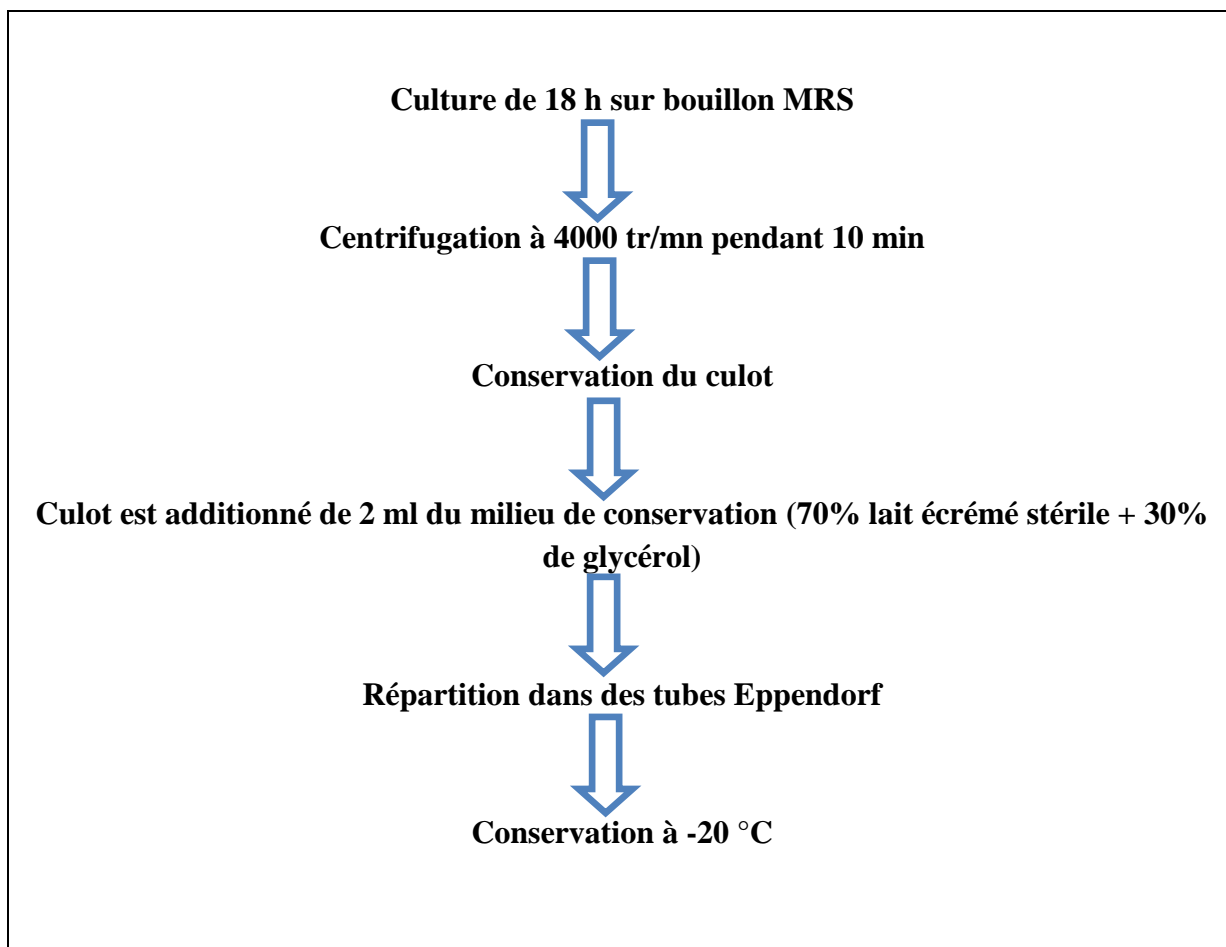 Culture de 18 h sur bouillon MRS
Centrifugation à 4000 tr/mn pendant 10 min
Conservation du culot
Culot est additionné de 2 ml du milieu de conservation (70% lait écrémé stérile + 30%
de glycérol)
Répartition dans des tubes Eppendorf
Conservation à -20 °C